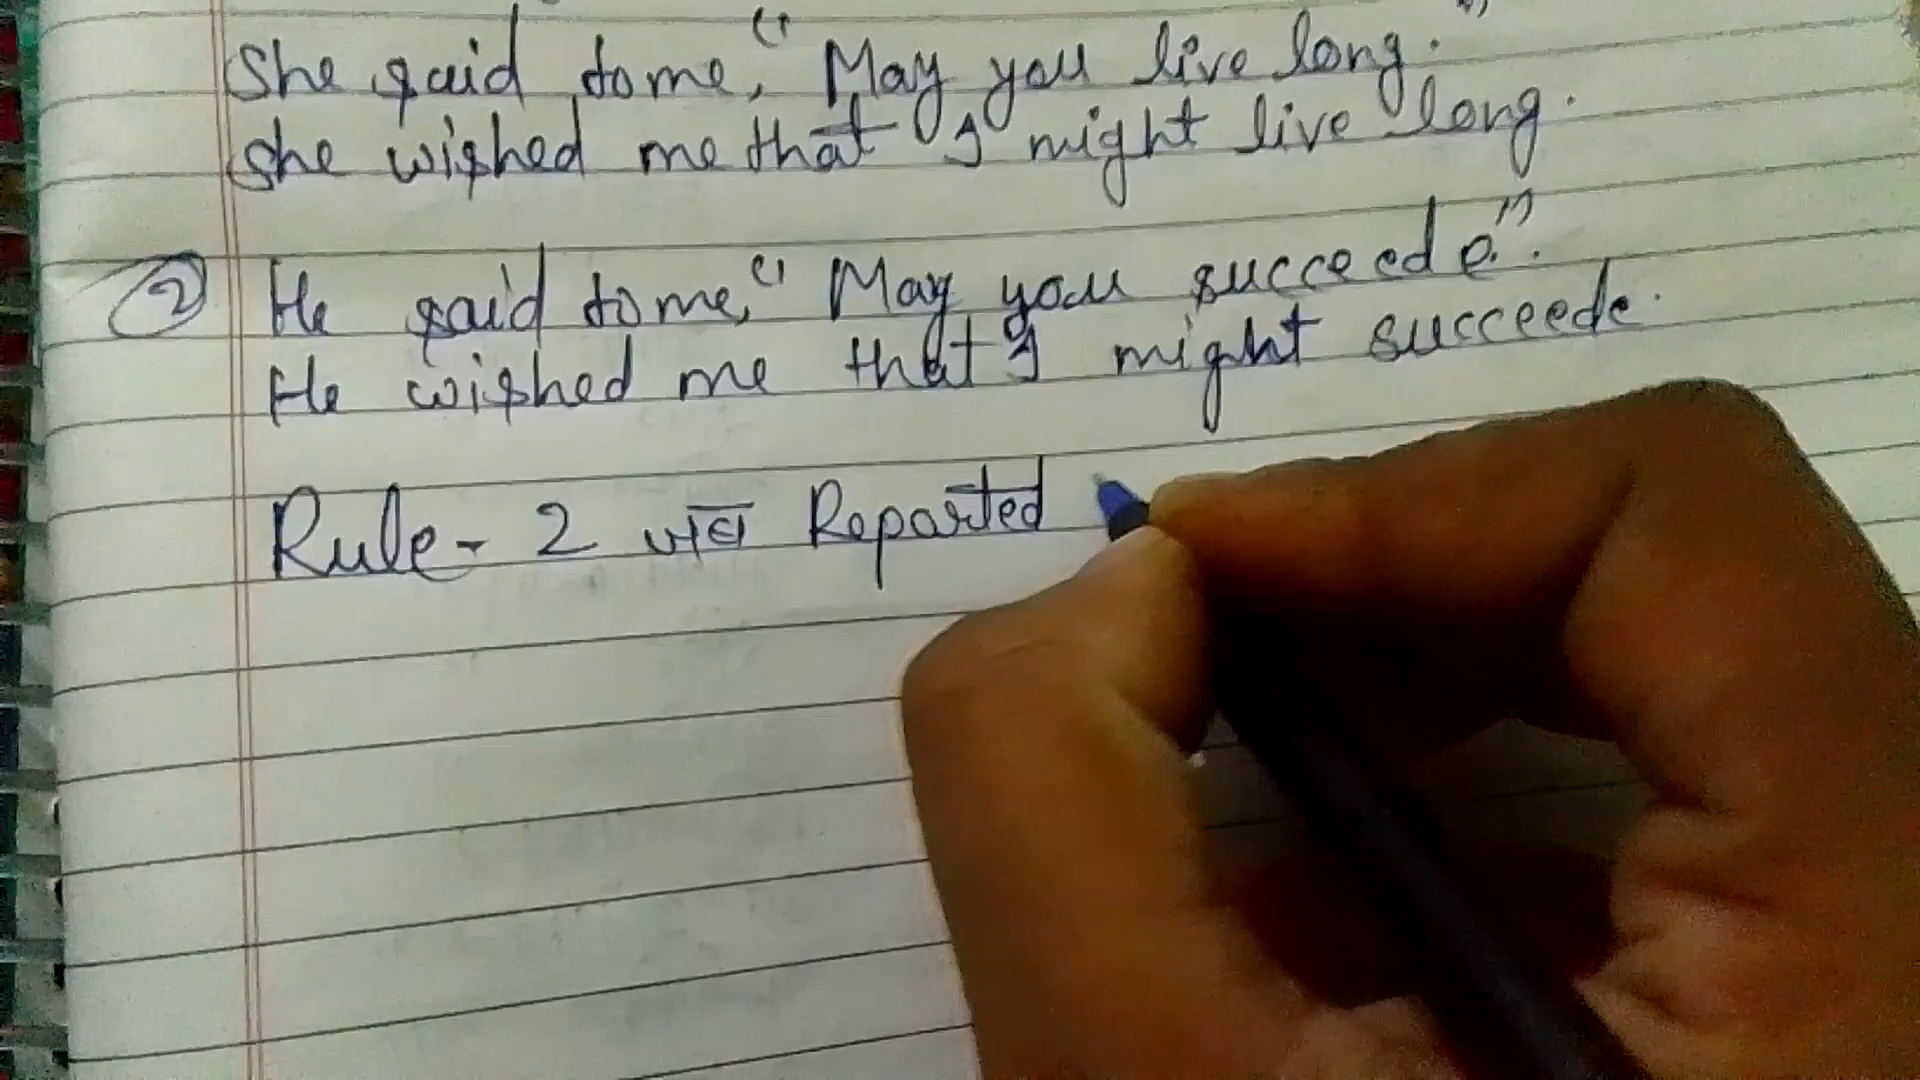 She said to me, "May you live long."
she wished me that I might live long.
② He said to me, "May you succeede.".
He wished me that I might succeede.
Rule - 2 जब Reported